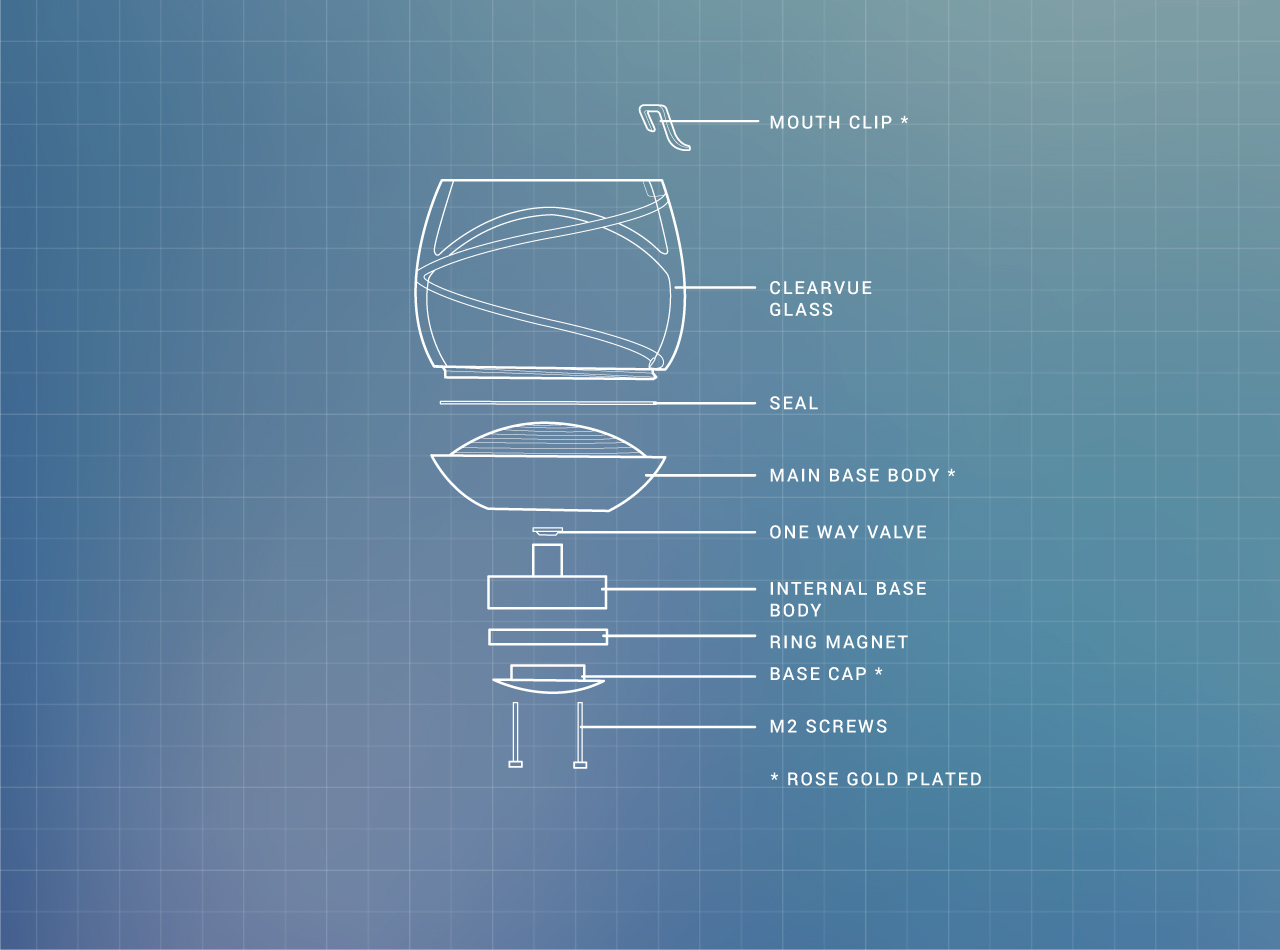 MOUTH CLIP *
CLEARVUE
GLASS
SEAL
MAIN BASE BODY *
ONE WAY VALVE
INTERNAL BASE
BODY
RING MAGNET
BASE CAP *
M2 SCREWS
* ROSE GOLD PLATED